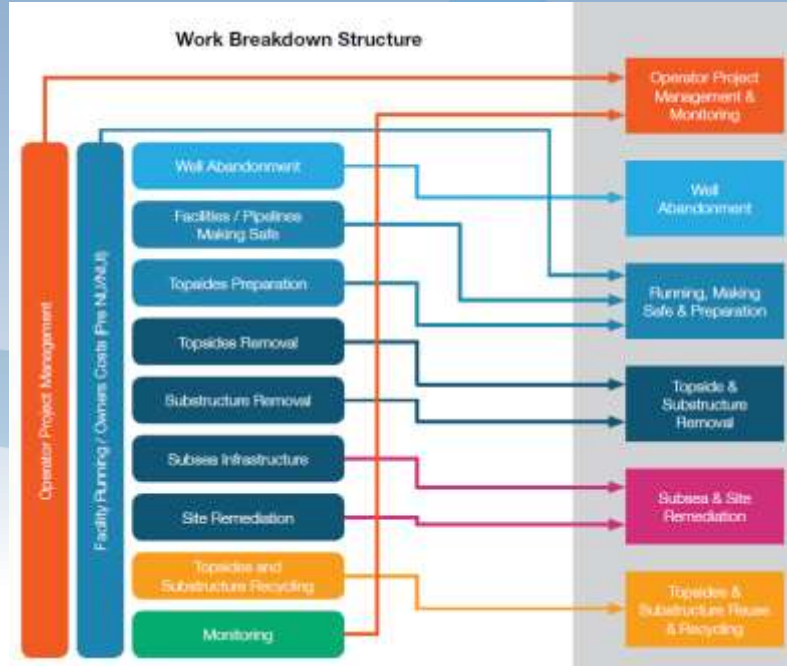 Work Breakdown Structure
Operator Project Management
Facility Running / Owners Costs (Pre NUI/NUI)
Well Abandonment
Facilities / Pipelines
Making Safe
Topsides Preparation
Topsides Removal
Substructure Removal
Subsea Infrastructure
Site Remediation
Topsides and
Substructure Recycling
Monitoring
Operator Project
Management &
Monitoring
Well
Abandonment
Running, Making
Safe & Preparation
Topside &
Substructure
Removal
Subsea & Site
Remediation
Topsides &
Substructure Reuse
& Recycling